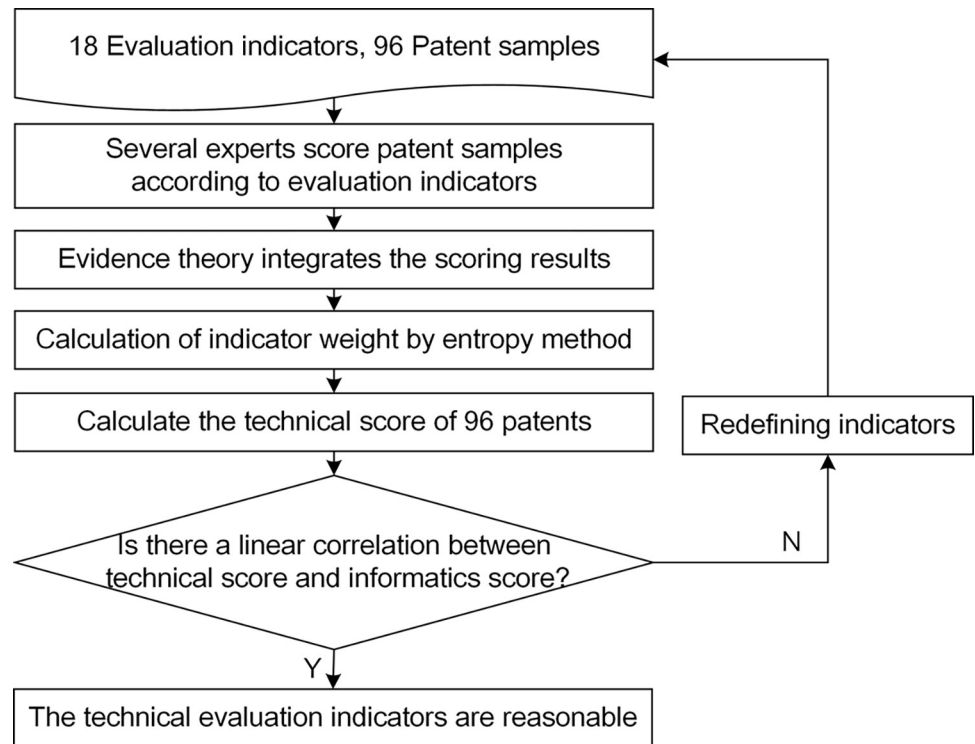 18 Evaluation indicators, 96 Patent samples
Several experts score patent samples
according to evaluation indicators
Evidence theory integrates the scoring results
Calculation of indicator weight by entropy method
Calculate the technical score of 96 patents
Redefining indicators
Is there a linear correlation between
technical score and informatics score?
N
Y
The technical evaluation indicators are reasonable